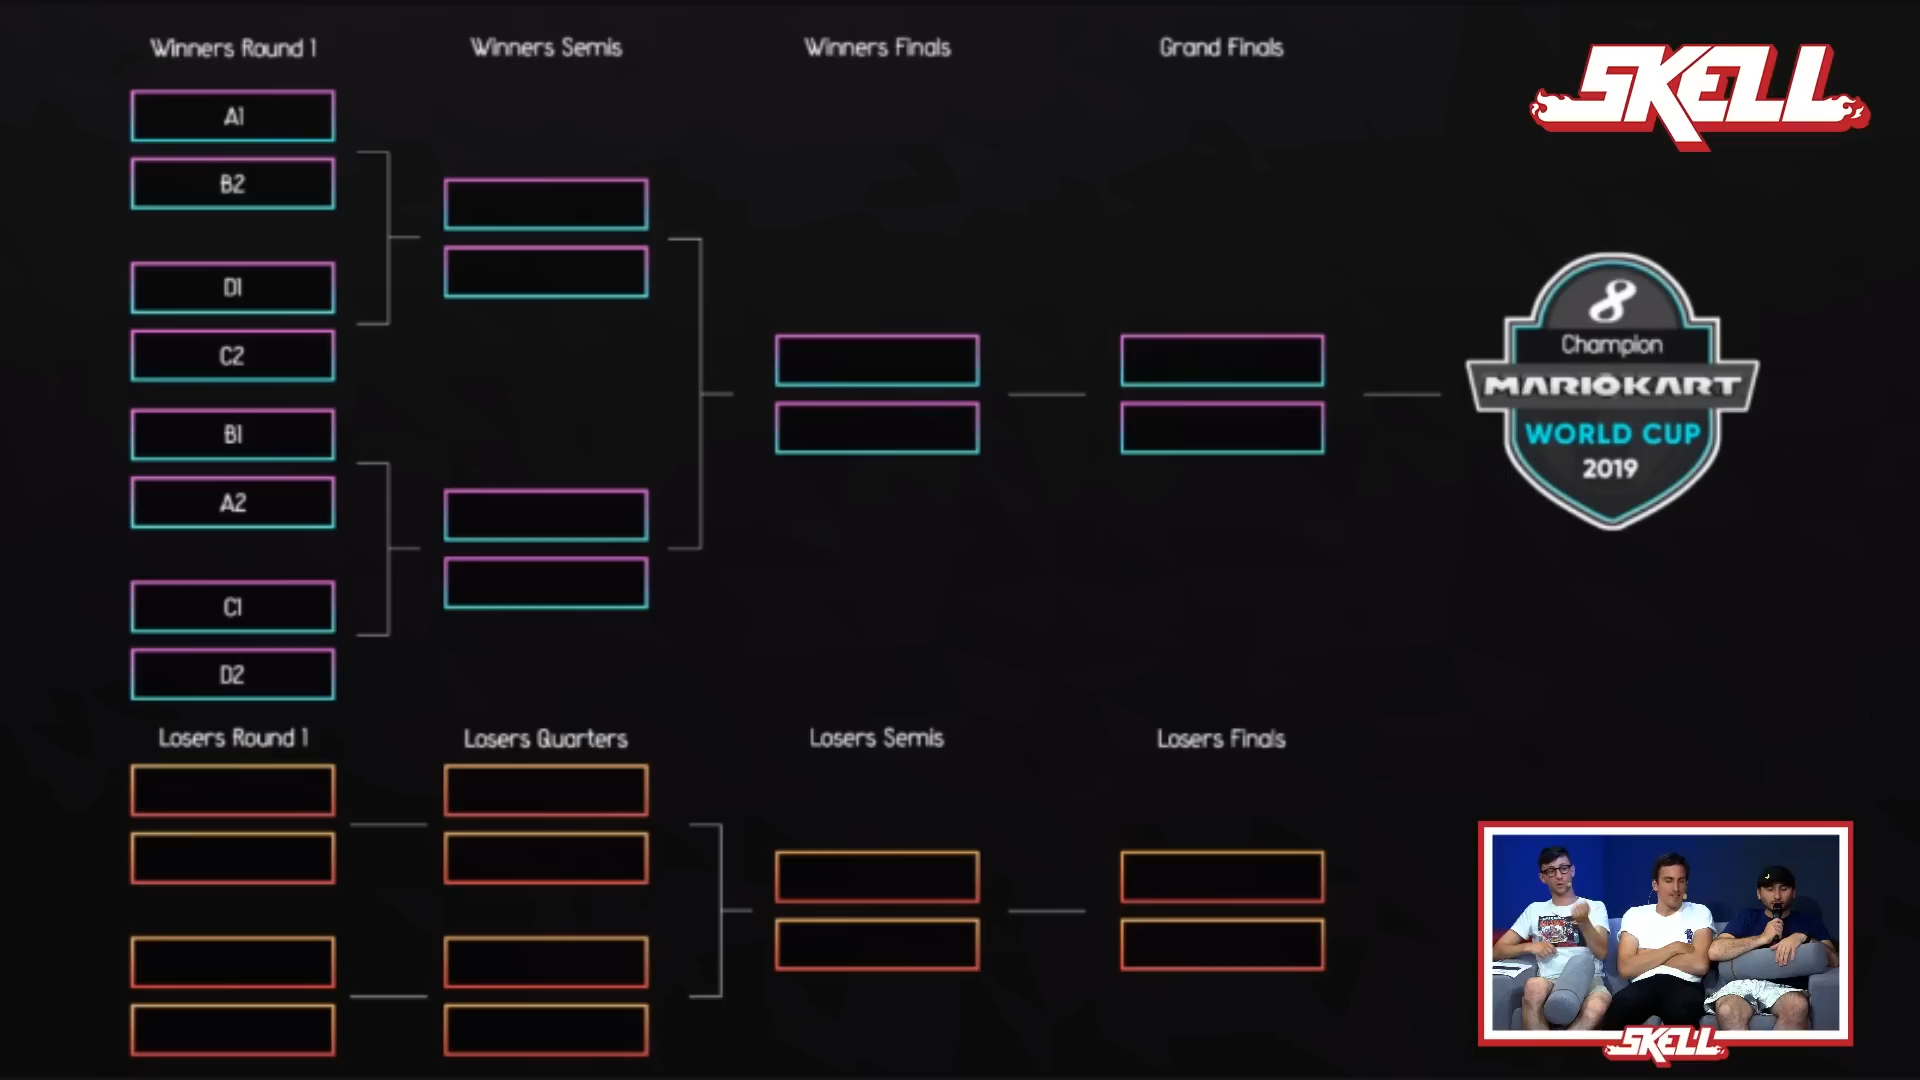 Winners Round 1
Winners Semis
Winners Finals
Grand Finals
SKELL
A1
B2
D1
C2
B1
A2
C1
D2
8
Champion
MARIOKART
WORLD CUP
2019
Losers Round 1
Losers Quarters
Losers Semis
Losers Finals
SKELL